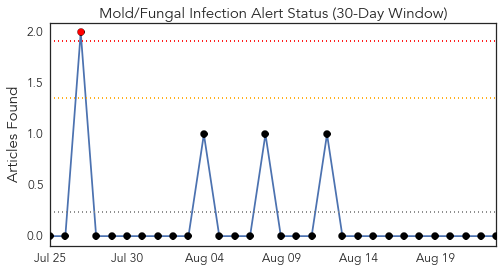 Mold/Fungal Infection Alert Status (30-Day Window)
Articles Found
2.0
1.5
1.0
0.5
0.0
Jul 25 Jul 30 Aug 04 Aug 09 Aug 14 Aug 19